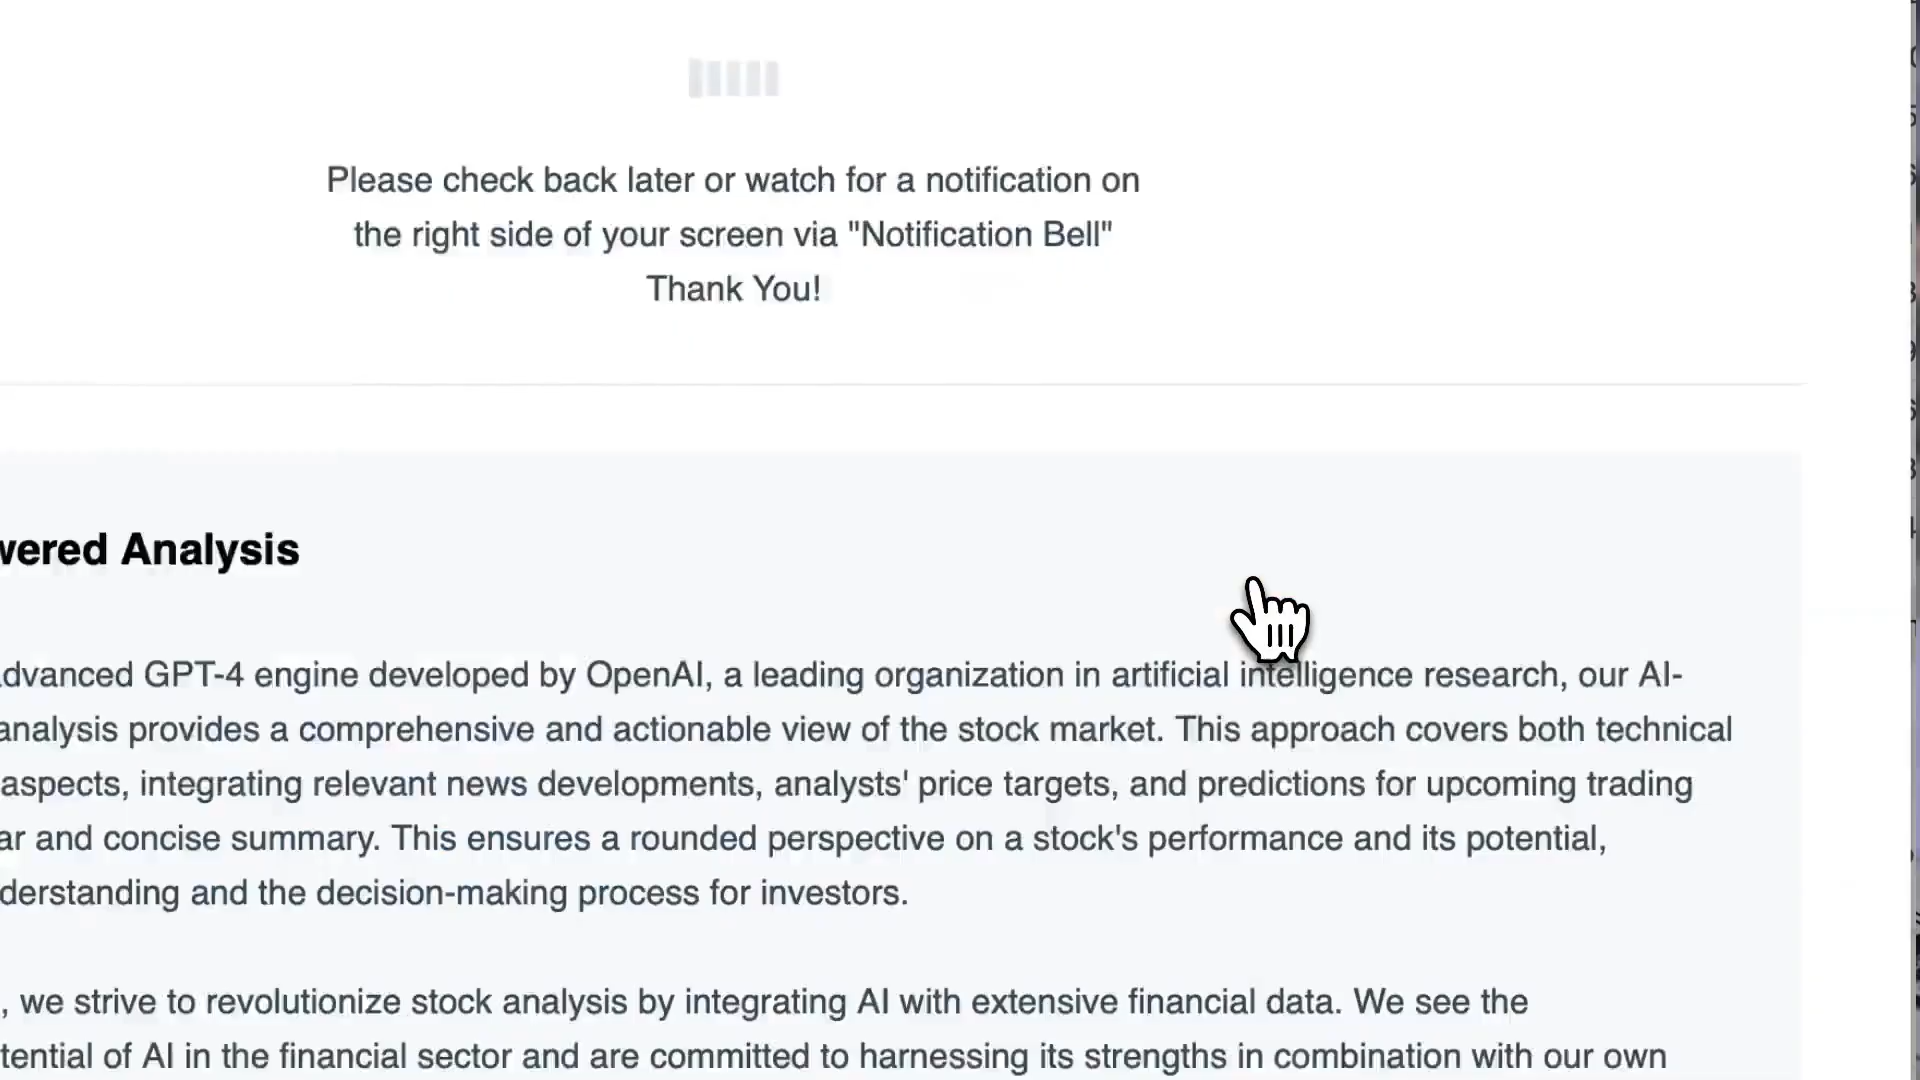 Please check back later or watch for a notification on
the right side of your screen via "Notification Bell"
Thank You!
wered Analysis
dvanced GPT-4 engine developed by OpenAI, a leading organization in artificial intelligence research, our AI-
analysis provides a comprehensive and actionable view of the stock market. This approach covers both technical
aspects, integrating relevant news developments, analysts' price targets, and predictions for upcoming trading
ar and concise summary. This ensures a rounded perspective on a stock's performance and its potential,
derstanding and the decision-making process for investors.
, we strive to revolutionize stock analysis by integrating AI with extensive financial data. We see the
tential of AI in the financial sector and are committed to harnessing its strengths in combination with our own